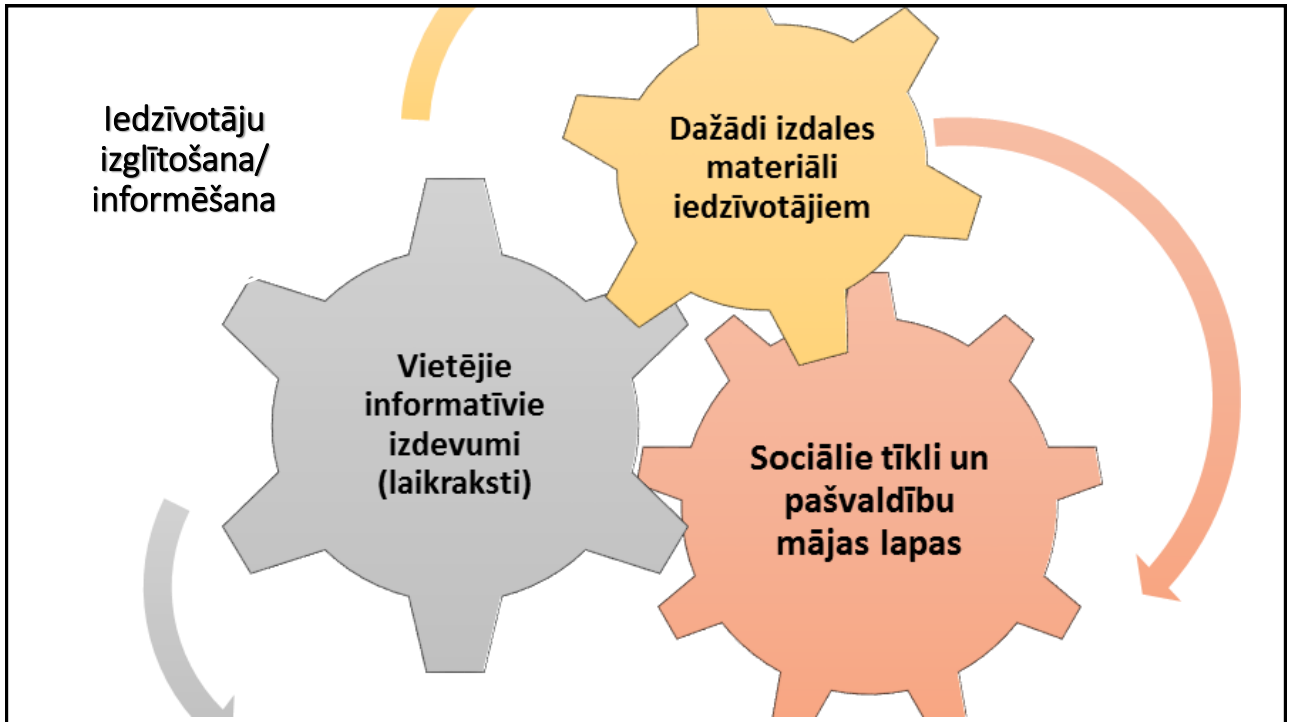 Iedzīvotāju
izglītošana/
informēšana
Dažādi izdales
materiāli
iedzīvotājiem
Vietējie
informatīvie
izdevumi
(laikraksti)
Sociālie tīkli un
pašvaldību
mājas lapas